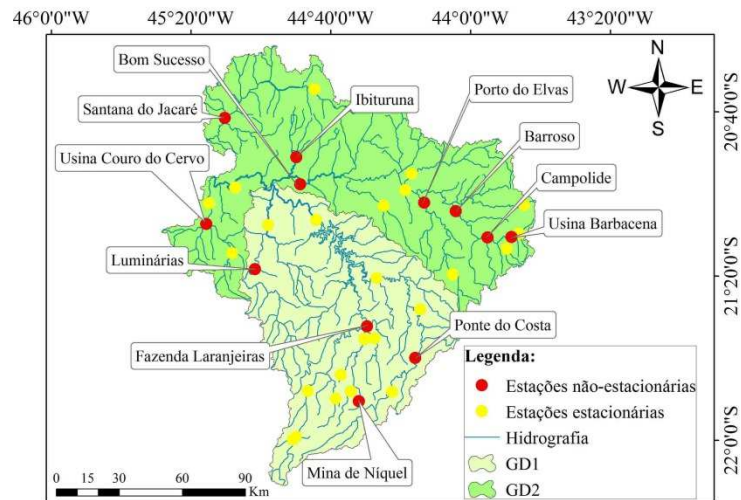 46°0'0"W 45°20'0"W 44°40'0"W 44°0'0"W 43°20'0"W
Bom Sucesso
N
Ibituruna
Porto do Elvas
W E
Santana do Jacaré
S
20°40'0"S
Barroso
Usina Couro do Cervo
Campolide
Usina Barbacena
Luminárias
21°20'0"S
Ponte do Costa
Fazenda Laranjeiras
Legenda:
Estações não-estacionárias
Estações estacionárias
Hidrografia
GD1
GD2
22°0'0"S
Mina de Níquel
0 15 30 60 90
Km